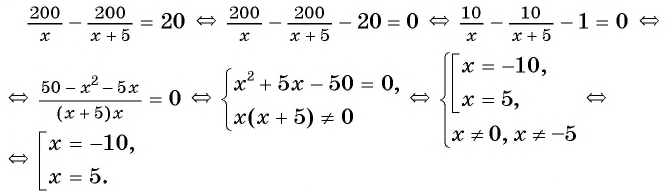 200/x − 200/(x + 5) = 20 ⇔ 200/x − 200/(x + 5) − 20 = 0 ⇔ 10/x − 10/(x + 5) − 1 = 0 ⇔
⇔ (50 − x² − 5x)/((x + 5)x) = 0 ⇔ { x² + 5x − 50 = 0, x(x + 5) ≠ 0 ⇔ { [ x = −10, x = 5, x ≠ 0, x ≠ −5 ⇔
⇔ [ x = −10, x = 5.